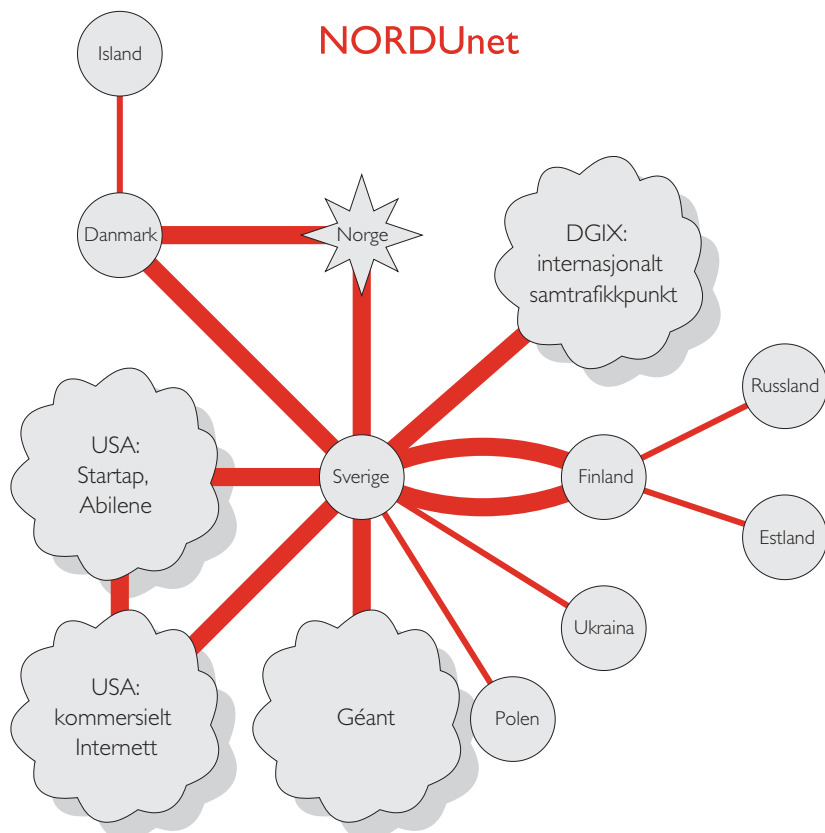 NORDUnet
Island
Danmark
Norge
DGIX:
internasjonalt
samtrafikkpunkt
Russland
USA:
Startap,
Abilene
Sverige
Finland
Estland
Ukraina
USA:
kommersielt
Internett
Géant
Polen